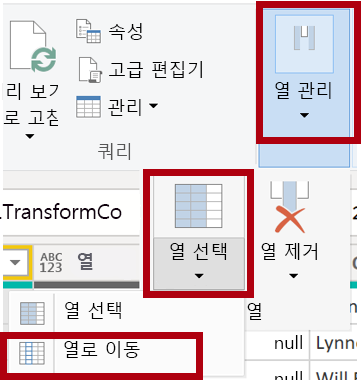 속성
고급 편집기
관리
리 보기
로 고침
쿼리
열 관리
.TransformCo
열 선택
열 제거
ABC
123
열
열 선택
열
열로 이동
null
Lynne
null
Will